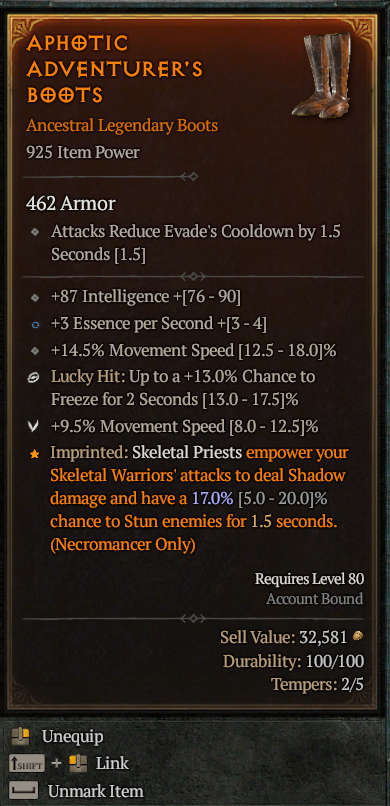 APHOTIC
ADVENTURER'S
BOOTS
Ancestral Legendary Boots
925 Item Power
462 Armor
Attacks Reduce Evade's Cooldown by 1.5
Seconds [1.5]
+87 Intelligence +[76 - 90]
+3 Essence per Second +[3 - 4]
+14.5% Movement Speed [12.5 - 18.0]%
Lucky Hit: Up to a +13.0% Chance to
Freeze for 2 Seconds [13.0 - 17.5]%
+9.5% Movement Speed [8.0 - 12.5]%
Imprinted: Skeletal Priests empower your
Skeletal Warriors' attacks to deal Shadow
damage and have a 17.0% [5.0 - 20.0]%
chance to Stun enemies for 1.5 seconds.
(Necromancer Only)
Requires Level 80
Account Bound
Sell Value: 32,581
Durability: 100/100
Tempers: 2/5
Unequip
SHIFT + Link
Unmark Item